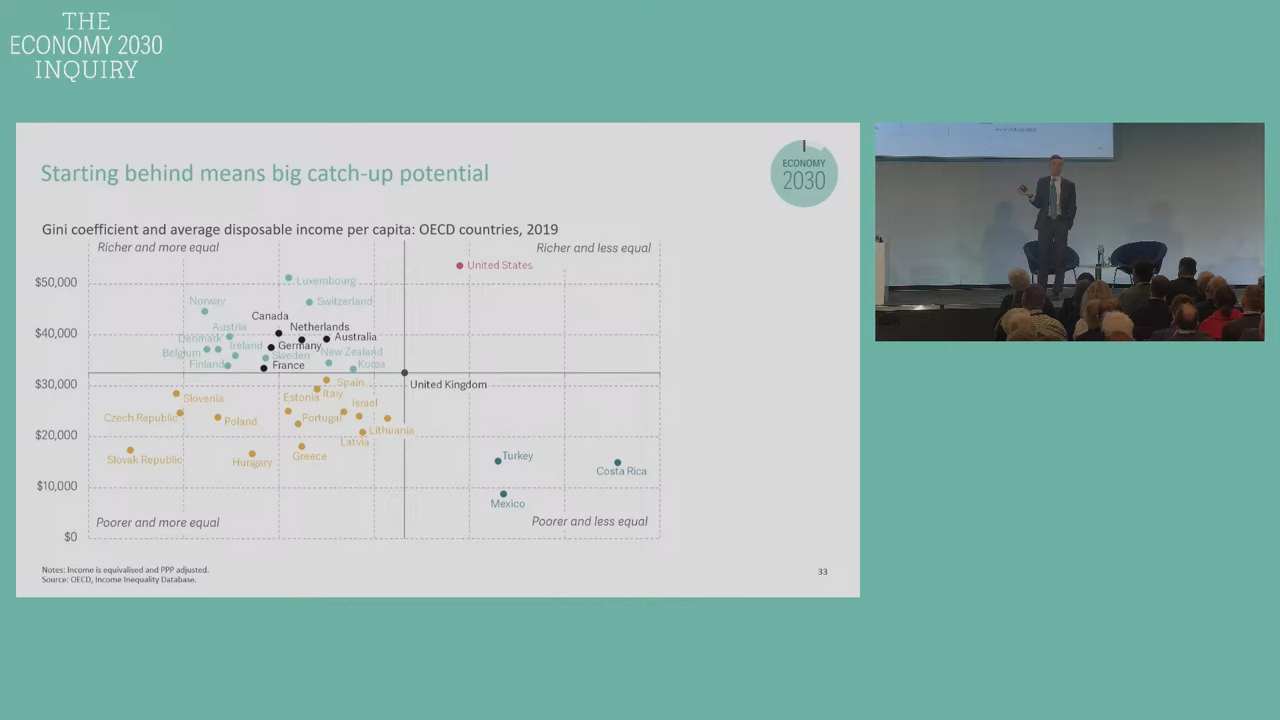 THE
ECONOMY 2030
INQUIRY
Starting behind means big catch-up potential
ECONOMY
2030
Gini coefficient and average disposable income per capita: OECD countries, 2019
Richer and more equal
Richer and less equal
$50,000
$40,000
$30,000
$20,000
$10,000
$0
United States
Luxembourg
Norway
Switzerland
Canada
Austria
Netherlands
Denmark
Australia
Ireland
Germany
Belgium
Sweden
New Zealand
Finland
France
Korea
Spain
United Kingdom
Slovenia
Estonia
Italy
Israel
Czech Republic
Poland
Portugal
Lithuania
Latvia
Slovak Republic
Hungary
Greece
Turkey
Costa Rica
Mexico
Poorer and more equal
Poorer and less equal
Notes: Income is equivalised and PPP adjusted.
Source: OECD, Income Inequality Database.
33